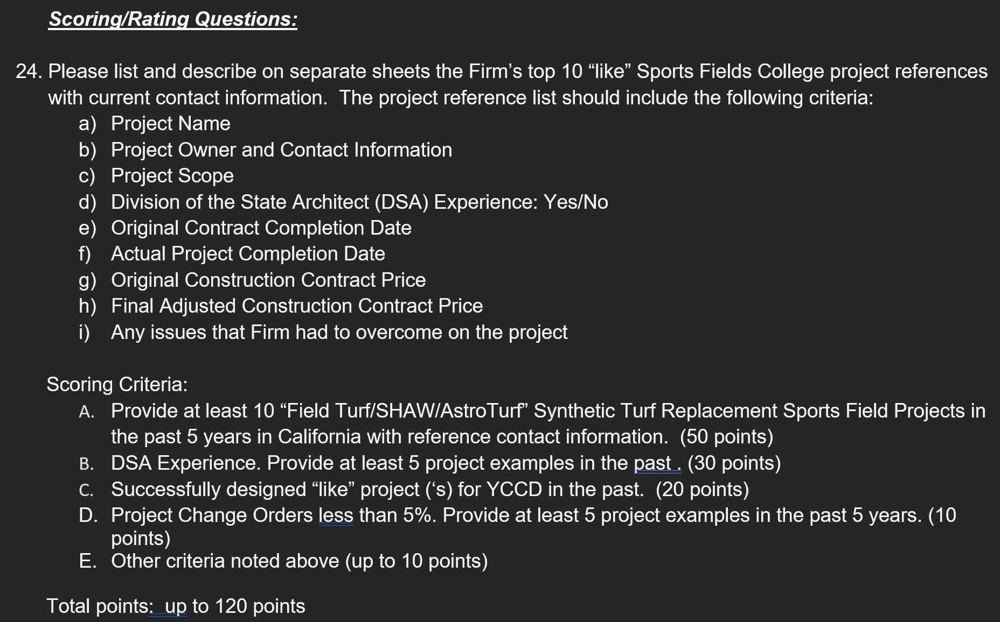 Scoring/Rating Questions:
24. Please list and describe on separate sheets the Firm’s top 10 “like” Sports Fields College project references
with current contact information.  The project reference list should include the following criteria:
a) Project Name
b) Project Owner and Contact Information
c) Project Scope
d) Division of the State Architect (DSA) Experience: Yes/No
e) Original Contract Completion Date
f) Actual Project Completion Date
g) Original Construction Contract Price
h) Final Adjusted Construction Contract Price
i) Any issues that Firm had to overcome on the project
Scoring Criteria:
A. Provide at least 10 “Field Turf/SHAW/AstroTurf” Synthetic Turf Replacement Sports Field Projects in
the past 5 years in California with reference contact information.  (50 points)
B. DSA Experience. Provide at least 5 project examples in the past . (30 points)
C. Successfully designed “like” project (‘s) for YCCD in the past.  (20 points)
D. Project Change Orders less than 5%. Provide at least 5 project examples in the past 5 years. (10
points)
E. Other criteria noted above (up to 10 points)
Total points:  up to 120 points